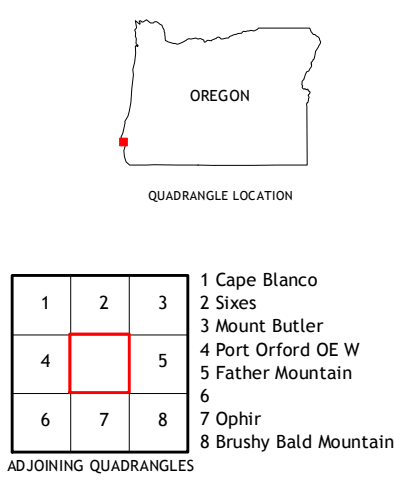 OREGON
QUADRANGLE LOCATION
1 2 3
4 5
6 7 8
ADJOINING QUADRANGLES
1 Cape Blanco
2 Sixes
3 Mount Butler
4 Port Orford OE W
5 Father Mountain
6
7 Ophir
8 Brushy Bald Mountain